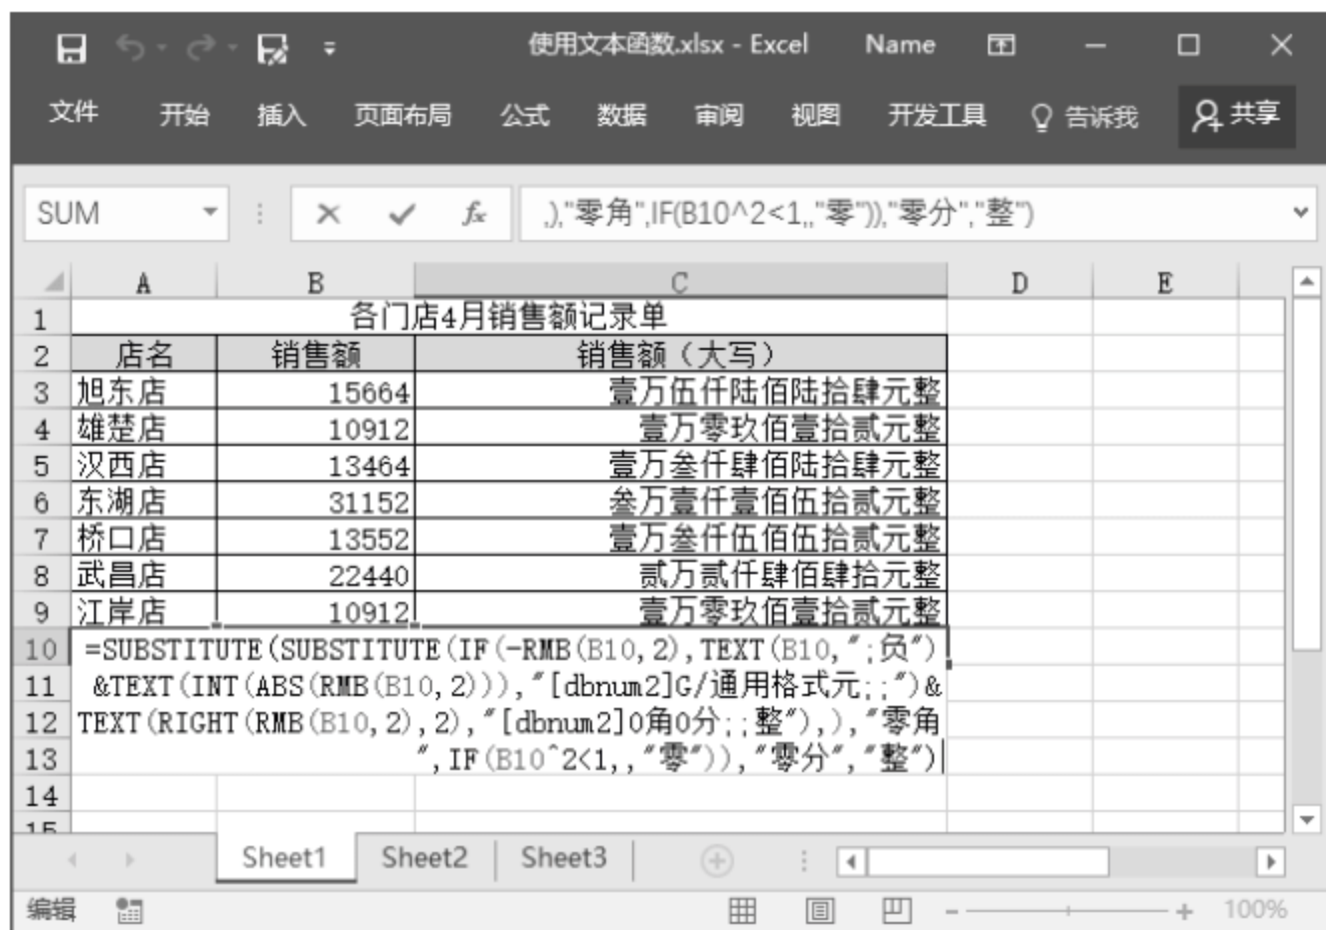 使用文本函数.xlsx - Excel Name
文件 开始 插入 页面布局 公式 数据 审阅 视图 开发工具 告诉我 共享
SUM fx ,),"零角",IF(B10^2<1,,"零")),"零分","整")
A B C D E
1 各门店4月销售额记录单
2 店名 销售额 销售额（大写）
3 旭东店 15664 壹万伍仟陆佰陆拾肆元整
4 雄楚店 10912 壹万零玖佰壹拾贰元整
5 汉西店 13464 壹万叁仟肆佰陆拾肆元整
6 东湖店 31152 叁万壹仟壹佰伍拾贰元整
7 桥口店 13552 壹万叁仟伍佰伍拾贰元整
8 武昌店 22440 贰万贰仟肆佰肆拾元整
9 江岸店 10912 壹万零玖佰壹拾贰元整
10 =SUBSTITUTE(SUBSTITUTE(IF(-RMB(B10,2),TEXT(B10,";负")
11 &TEXT(INT(ABS(RMB(B10,2))),"[dbnum2]G/通用格式元;;")&
12 TEXT(RIGHT(RMB(B10,2),2),"[dbnum2]0角0分;;整"),),"零角
13 ",IF(B10^2<1,,"零")),"零分","整")
14
15
Sheet1 Sheet2 Sheet3
编辑 100%